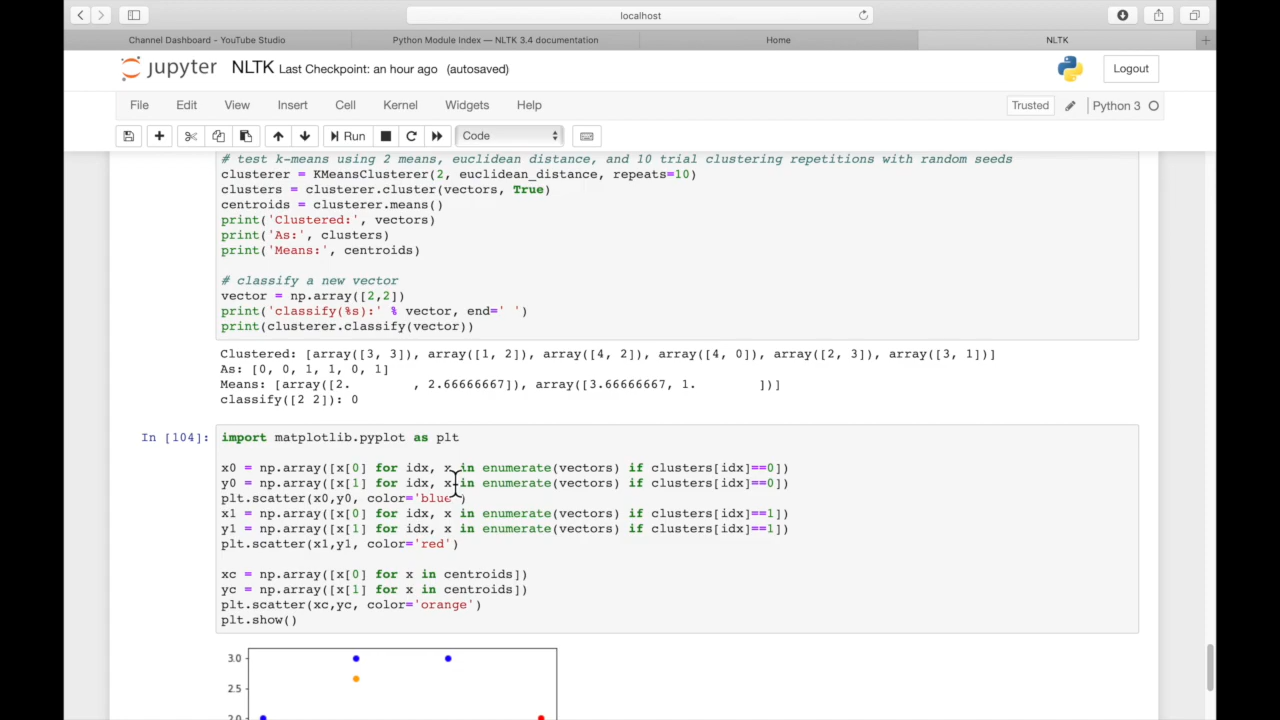 localhost
Channel Dashboard - YouTube Studio Python Module Index — NLTK 3.4 documentation Home NLTK
jupyter NLTK Last Checkpoint: an hour ago (autosaved) Logout
File Edit View Insert Cell Kernel Widgets Help Trusted Python 3
Run Code
# test k-means using 2 means, euclidean distance, and 10 trial clustering repetitions with random seeds
clusterer = KMeansClusterer(2, euclidean_distance, repeats=10)
clusters = clusterer.cluster(vectors, True)
centroids = clusterer.means()
print('Clustered:', vectors)
print('As:', clusters)
print('Means:', centroids)
# classify a new vector
vector = np.array([2,2])
print('classify(%s):' % vector, end=' ')
print(clusterer.classify(vector))
Clustered: [array([3, 3]), array([1, 2]), array([4, 2]), array([4, 0]), array([2, 3]), array([3, 1])]
As: [0, 0, 1, 1, 0, 1]
Means: [array([2.        , 2.66666667]), array([3.66666667, 1.        ])]
classify([2 2]): 0
In [104]: import matplotlib.pyplot as plt
x0 = np.array([x[0] for idx, x in enumerate(vectors) if clusters[idx]==0])
y0 = np.array([x[1] for idx, x in enumerate(vectors) if clusters[idx]==0])
plt.scatter(x0,y0, color='blue')
x1 = np.array([x[0] for idx, x in enumerate(vectors) if clusters[idx]==1])
y1 = np.array([x[1] for idx, x in enumerate(vectors) if clusters[idx]==1])
plt.scatter(x1,y1, color='red')
xc = np.array([x[0] for x in centroids])
yc = np.array([x[1] for x in centroids])
plt.scatter(xc,yc, color='orange')
plt.show()
3.0
2.5
2.0